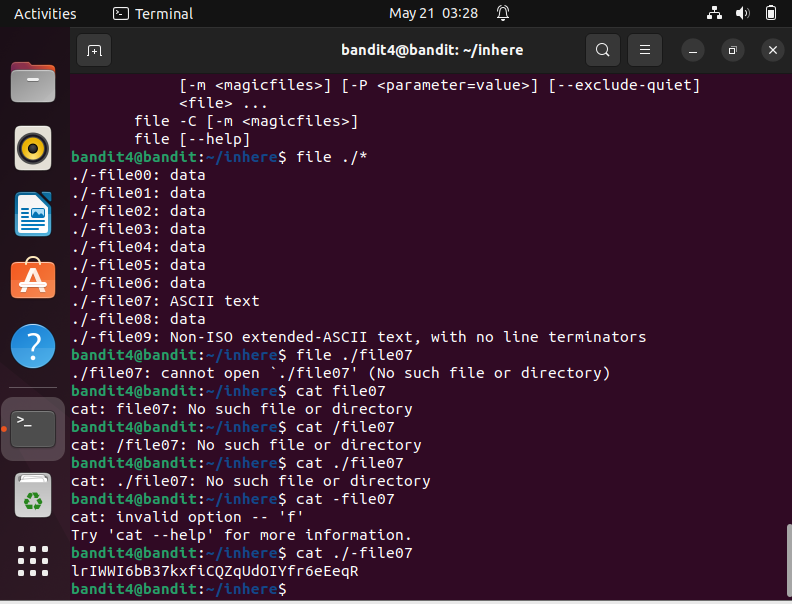 Activities Terminal May 21 03:28
bandit4@bandit: ~/inhere
[-m <magicfiles>] [-P <parameter=value>] [--exclude-quiet]
<file> ...
file -C [-m <magicfiles>]
file [--help]
bandit4@bandit:~/inhere$ file ./*
./-file00: data
./-file01: data
./-file02: data
./-file03: data
./-file04: data
./-file05: data
./-file06: data
./-file07: ASCII text
./-file08: data
./-file09: Non-ISO extended-ASCII text, with no line terminators
bandit4@bandit:~/inhere$ file ./file07
./file07: cannot open `./file07' (No such file or directory)
bandit4@bandit:~/inhere$ cat file07
cat: file07: No such file or directory
bandit4@bandit:~/inhere$ cat /file07
cat: /file07: No such file or directory
bandit4@bandit:~/inhere$ cat ./file07
cat: ./file07: No such file or directory
bandit4@bandit:~/inhere$ cat -file07
cat: invalid option -- 'f'
Try 'cat --help' for more information.
bandit4@bandit:~/inhere$ cat ./-file07
lrIWWI6bB37kxfiCQZqUdOIYfr6eEeqR
bandit4@bandit:~/inhere$